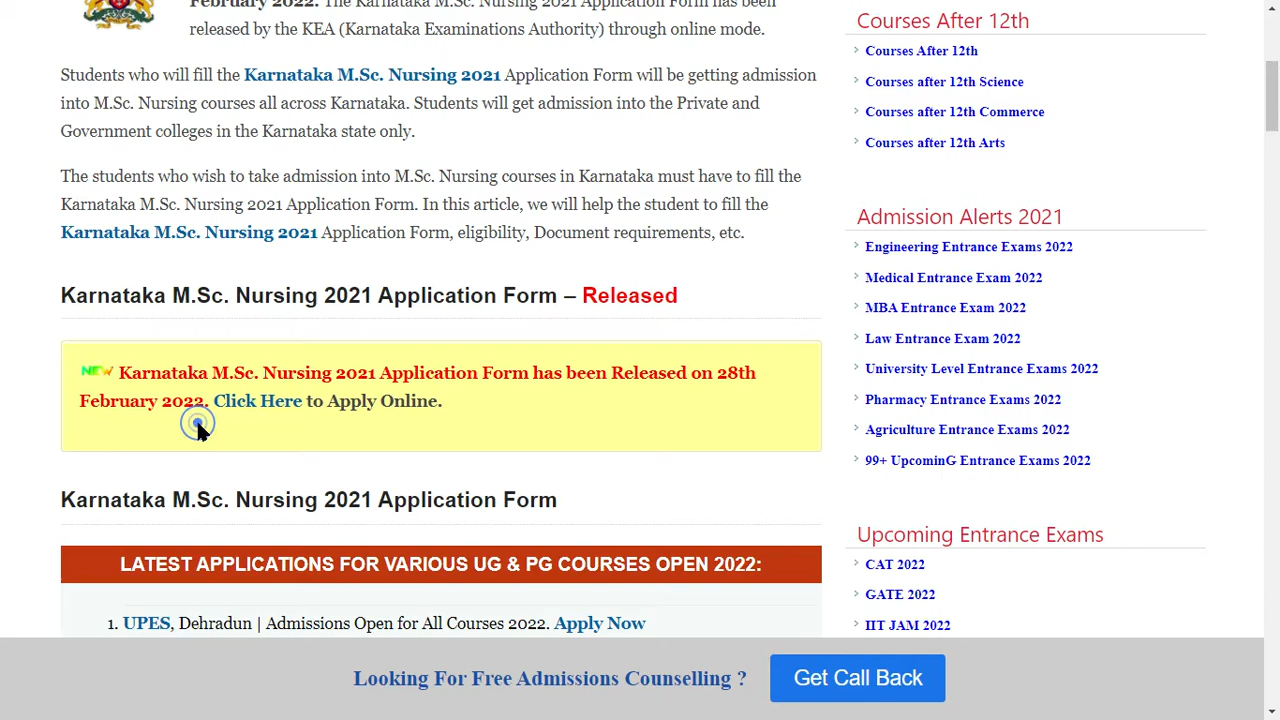 February 2022. The Karnataka M.Sc. Nursing 2021 Application Form has been
released by the KEA (Karnataka Examinations Authority) through online mode.
Students who will fill the Karnataka M.Sc. Nursing 2021 Application Form will be getting admission
into M.Sc. Nursing courses all across Karnataka. Students will get admission into the Private and
Government colleges in the Karnataka state only.
The students who wish to take admission into M.Sc. Nursing courses in Karnataka must have to fill the
Karnataka M.Sc. Nursing 2021 Application Form. In this article, we will help the student to fill the
Karnataka M.Sc. Nursing 2021 Application Form, eligibility, Document requirements, etc.
Karnataka M.Sc. Nursing 2021 Application Form – Released
NEW Karnataka M.Sc. Nursing 2021 Application Form has been Released on 28th
February 2022. Click Here to Apply Online.
Karnataka M.Sc. Nursing 2021 Application Form
LATEST APPLICATIONS FOR VARIOUS UG & PG COURSES OPEN 2022:
1. UPES, Dehradun | Admissions Open for All Courses 2022. Apply Now
Courses After 12th
Courses After 12th
Courses after 12th Science
Courses after 12th Commerce
Courses after 12th Arts
Admission Alerts 2021
Engineering Entrance Exams 2022
Medical Entrance Exam 2022
MBA Entrance Exam 2022
Law Entrance Exam 2022
University Level Entrance Exams 2022
Pharmacy Entrance Exams 2022
Agriculture Entrance Exams 2022
99+ UpcominG Entrance Exams 2022
Upcoming Entrance Exams
CAT 2022
GATE 2022
IIT JAM 2022
Looking For Free Admissions Counselling ?
Get Call Back